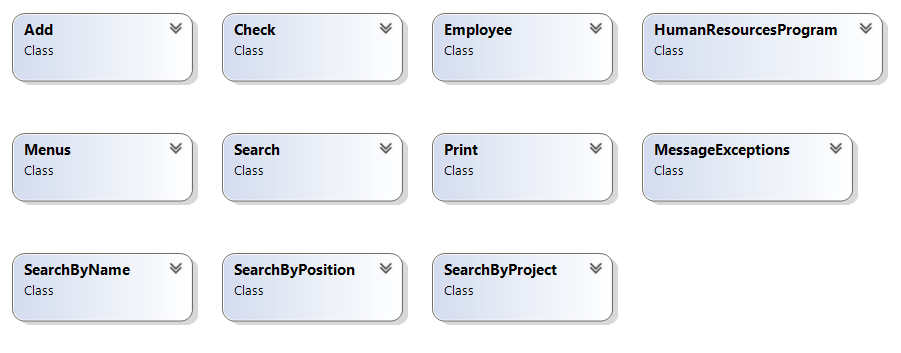 Add
Class
Check
Class
Employee
Class
HumanResourcesProgram
Class
Menus
Class
Search
Class
Print
Class
MessageExceptions
Class
SearchByName
Class
SearchByPosition
Class
SearchByProject
Class